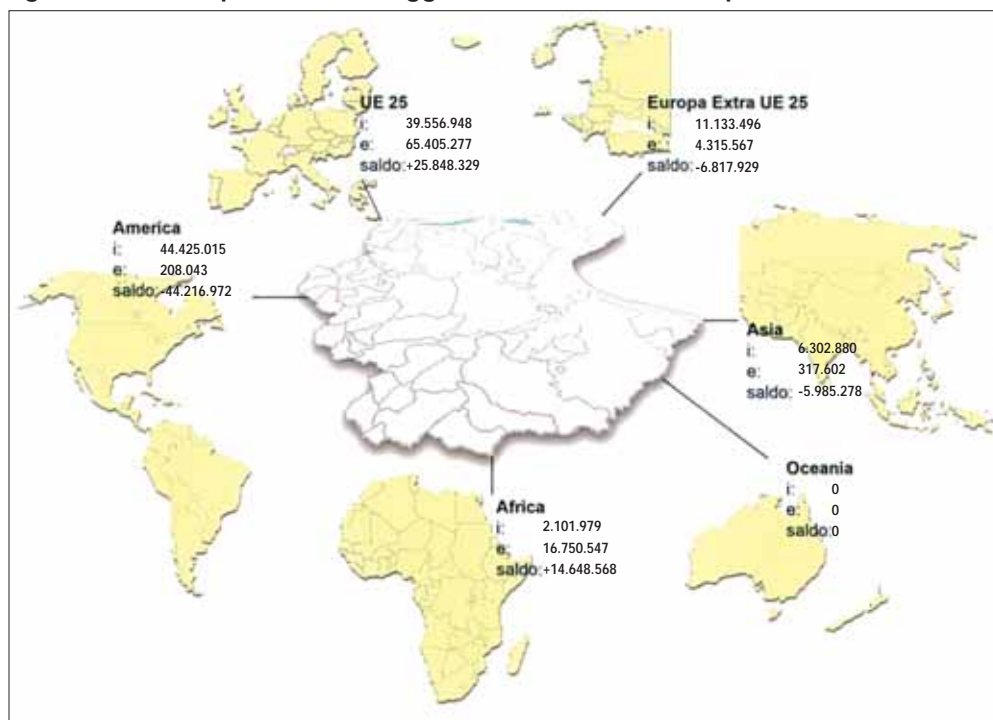 UE 25
i: 39.556.948
e: 65.405.277
saldo: +25.848.329
Europa Extra UE 25
i: 11.133.496
e: 4.315.567
saldo: -6.817.929
America
i: 44.425.015
e: 208.043
saldo: -44.216.972
Asia
i: 6.302.880
e: 317.602
saldo: -5.985.278
Oceania
i: 0
e: 0
saldo: 0
Africa
i: 2.101.979
e: 16.750.547
saldo: +14.648.568